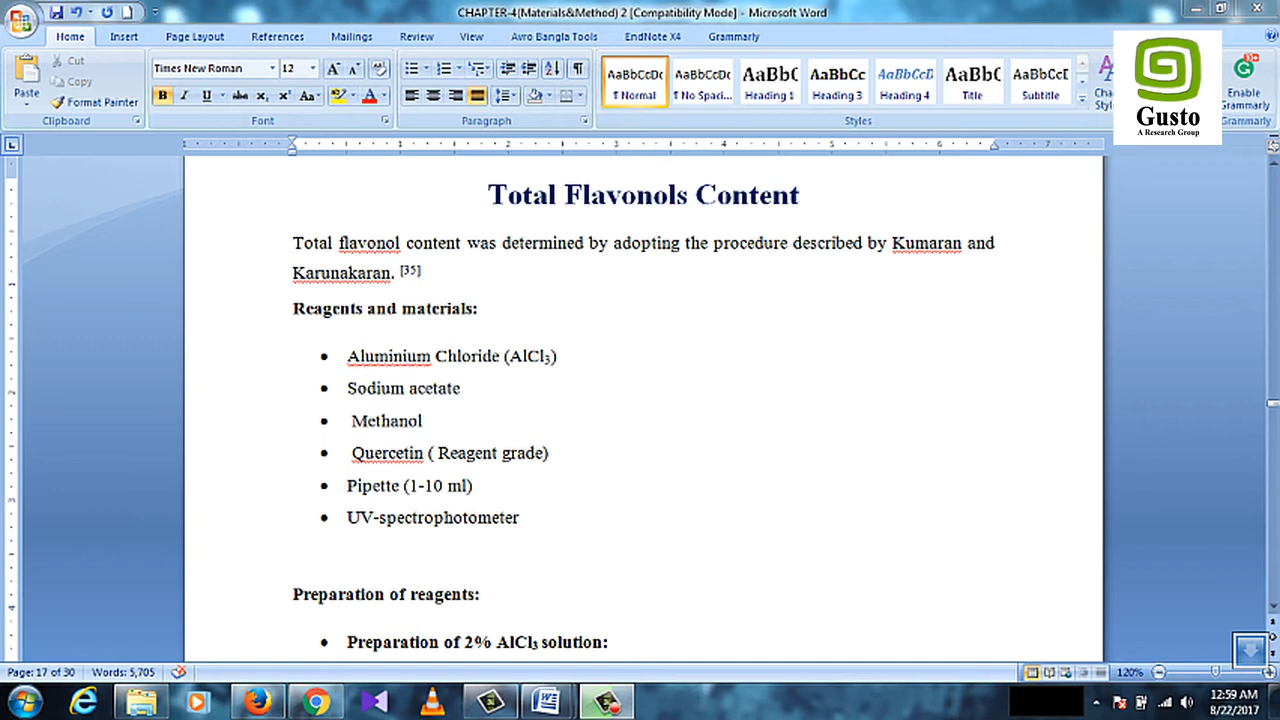 CHAPTER-4(Materials&Method) 2 [Compatibility Mode] - Microsoft Word
Home Insert Page Layout References Mailings Review View Avro Bangla Tools EndNote X4 Grammarly
Paste Cut Copy Format Painter Clipboard
Times New Roman 12 Font
Paragraph
AaBbCcDc ¶ Normal
AaBbCcDc ¶ No Spaci...
AaBbC Heading 1
AaBbCc Heading 3
AaBbCcD Heading 4
AaBbC Title
AaBbCcD Subtitle
Styles
Enable Grammarly
Grammarly
Gusto
A Research Group
Total Flavonols Content
Total flavonol content was determined by adopting the procedure described by Kumaran and
Karunakaran. [35]
Reagents and materials:
• Aluminium Chloride (AlCl3)
• Sodium acetate
• Methanol
• Quercetin ( Reagent grade)
• Pipette (1-10 ml)
• UV-spectrophotometer
Preparation of reagents:
• Preparation of 2% AlCl3 solution:
Page: 17 of 30 Words: 5,705 120%
12:59 AM
8/22/2017